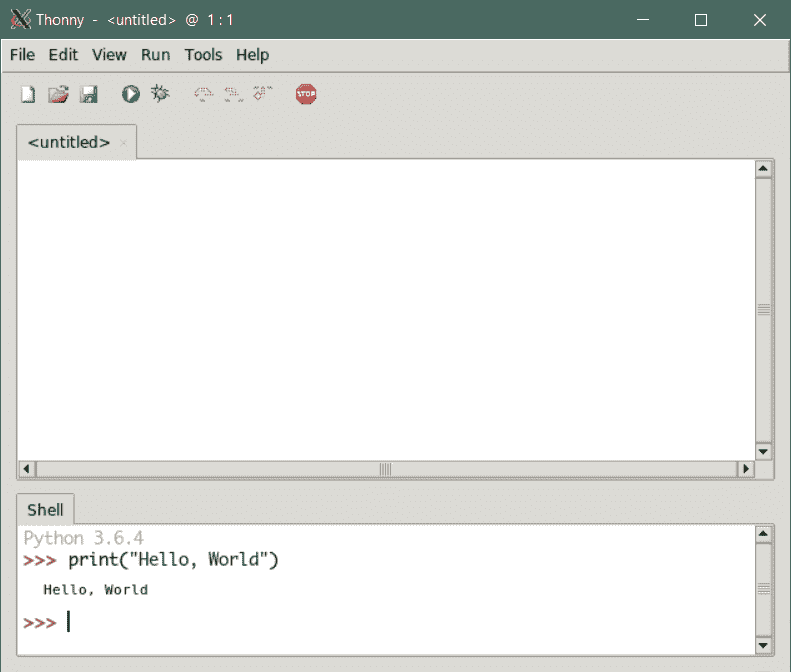 Thonny - <untitled> @ 1:1
File Edit View Run Tools Help
STOP
<untitled> ×
Shell
Python 3.6.4
>>> print("Hello, World")
Hello, World
>>>